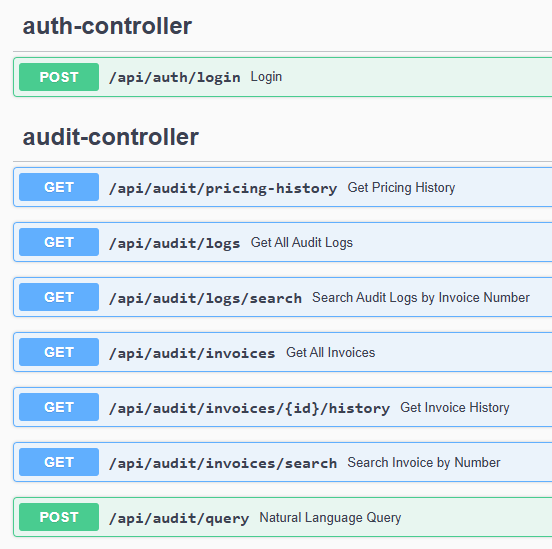 auth-controller
POST /api/auth/login Login
audit-controller
GET /api/audit/pricing-history Get Pricing History
GET /api/audit/logs Get All Audit Logs
GET /api/audit/logs/search Search Audit Logs by Invoice Number
GET /api/audit/invoices Get All Invoices
GET /api/audit/invoices/{id}/history Get Invoice History
GET /api/audit/invoices/search Search Invoice by Number
POST /api/audit/query Natural Language Query